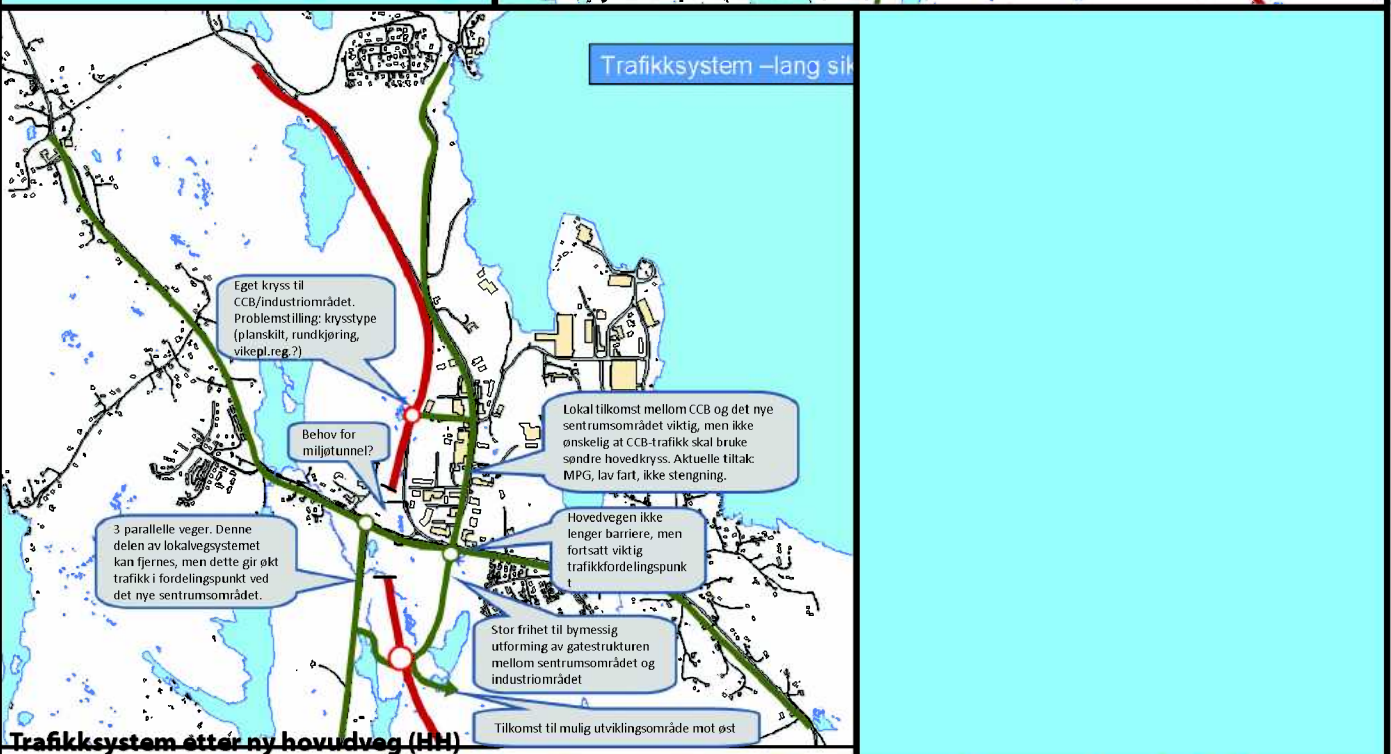 Trafikksystem –lang sik
Eget kryss til
CCB/industriområdet.
Problemstilling: krysstype
(planskilt, rundkjøring,
vikepl.reg.?)
Behov for
miljøtunnel?
Lokal tilkomst mellom CCB og det nye
sentrumsområdet viktig, men ikke
ønskelig at CCB-trafikk skal bruke
søndre hovedkryss. Aktuelle tiltak:
MPG, lav fart, ikke stengning.
3 parallelle veger. Denne
delen av lokalvegsystemet
kan fjernes, men dette gir økt
trafikk i fordelingspunkt ved
det nye sentrumsområdet.
Hovedvegen ikke
lenger barriere, men
fortsatt viktig
trafikkfordelingspunk
t
Stor frihet til bymessig
utforming av gatestrukturen
mellom sentrumsområdet og
industriområdet
Tilkomst til mulig utviklingsområde mot øst
Trafikksystem etter ny hovudveg (HH)